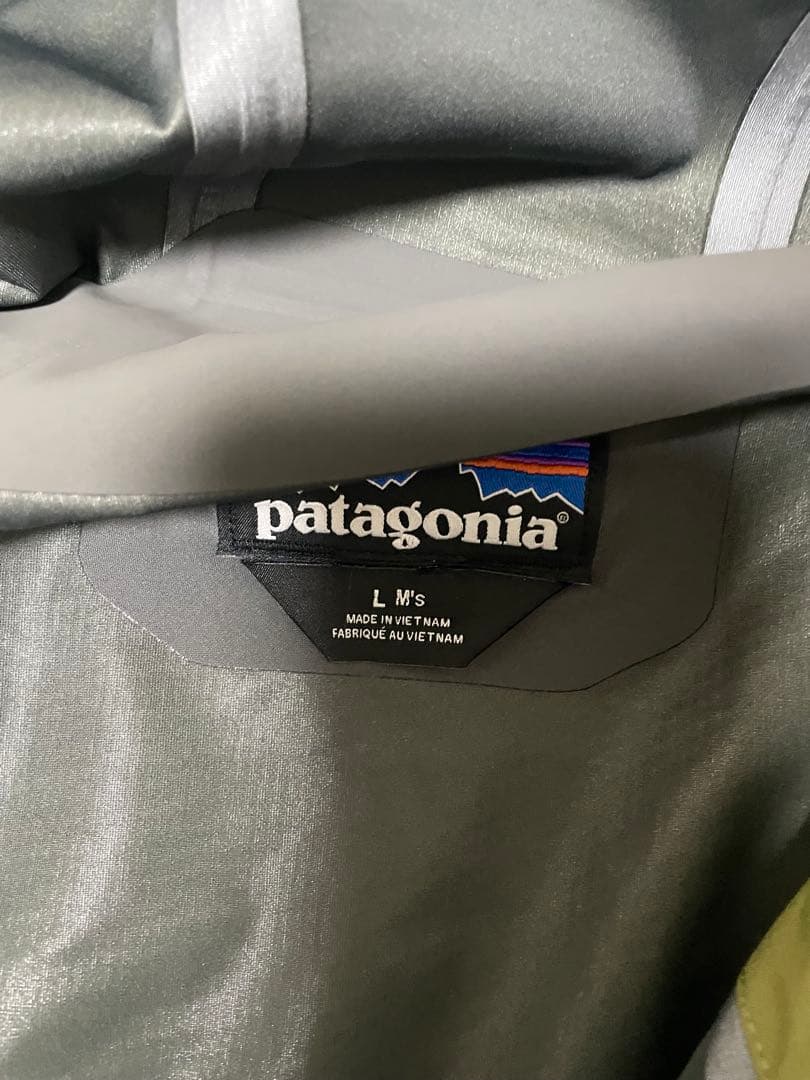 patagonia®
L M's
MADE IN VIETNAM
FABRIQUÉ AU VIETNAM